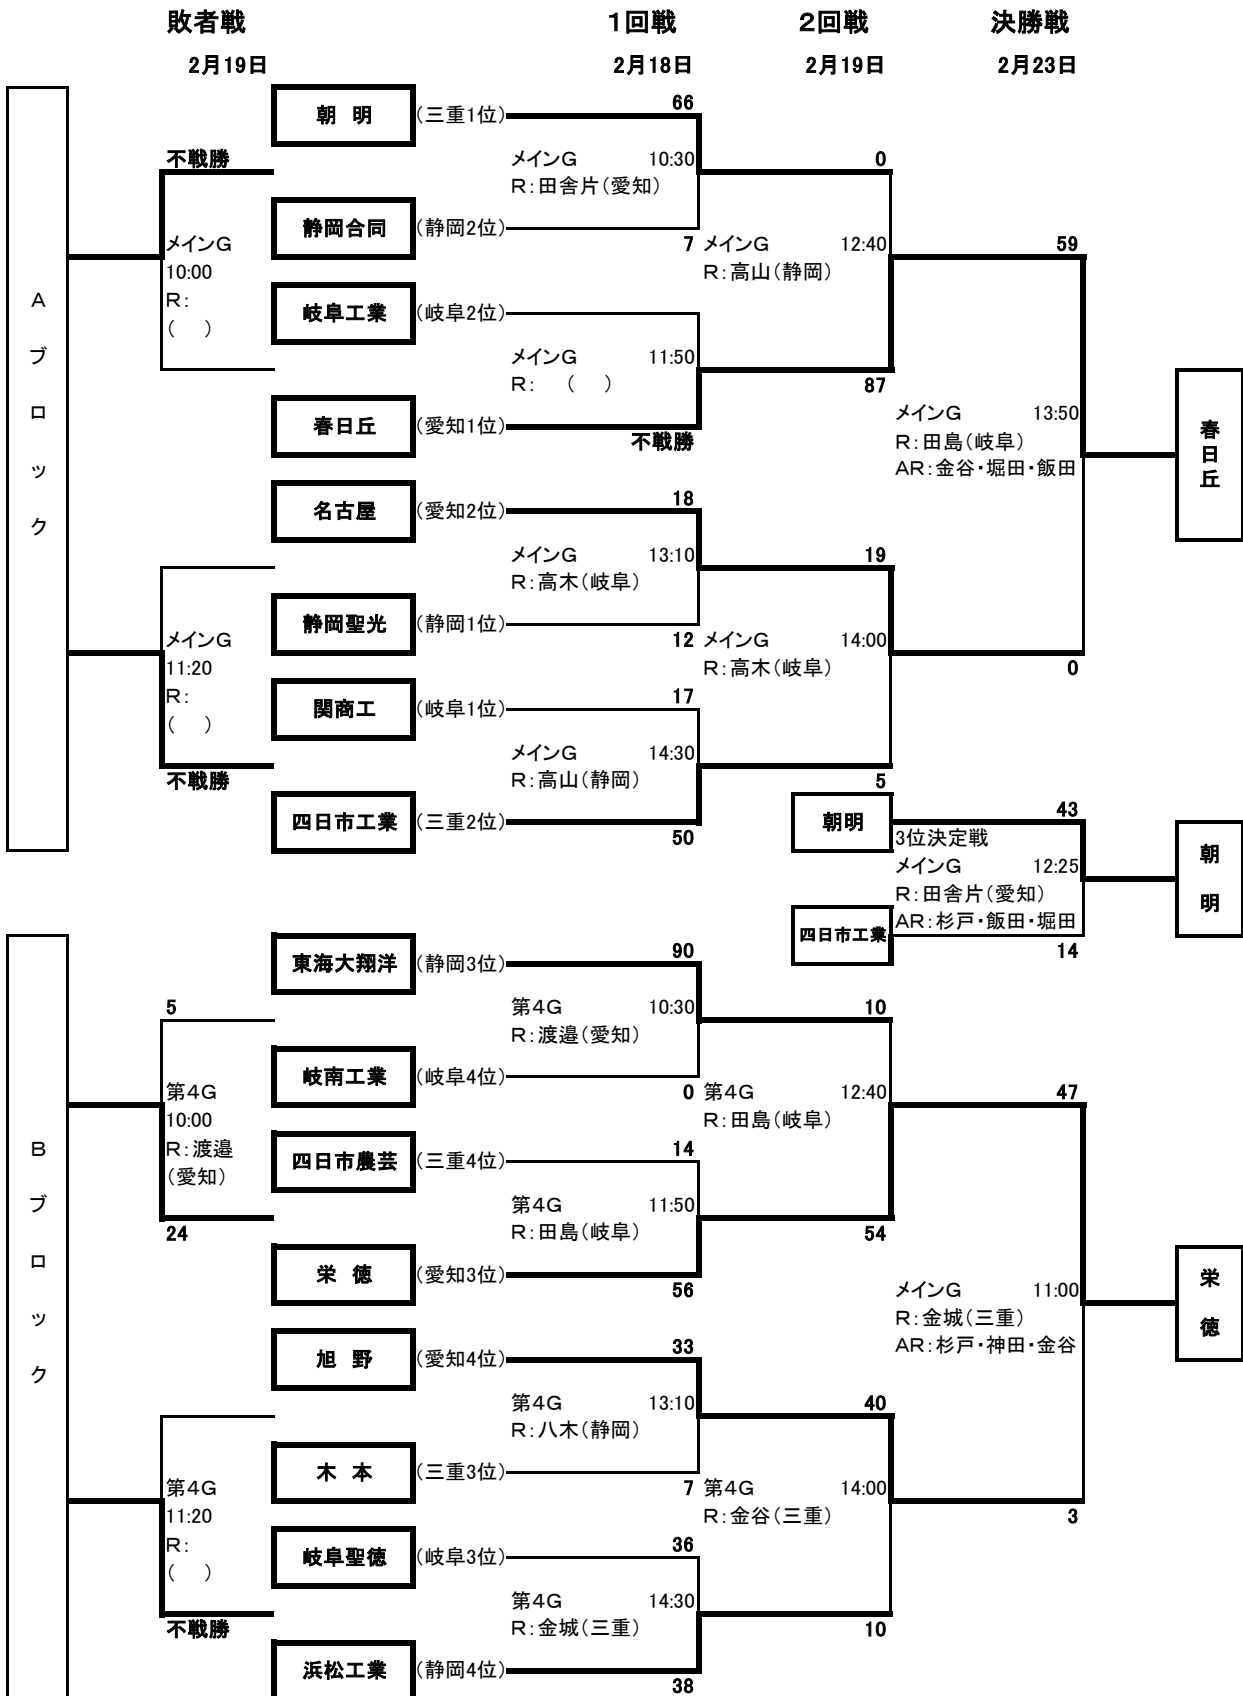 敗者戦 1回戦 2回戦 決勝戦
2月19日 2月18日 2月19日 2月23日
Aブロック
朝 明 (三重1位) 66
不戦勝
メインG 10:30
R:田舎片(愛知)
0
静岡合同 (静岡2位) 7
メインG
10:00
R:
( )
メインG 12:40
R:高山(静岡)
59
岐阜工業 (岐阜2位)
メインG 11:50
R: ( )
87
春日丘 (愛知1位) 不戦勝
メインG 13:50
R:田島(岐阜)
AR:金谷・堀田・飯田
春日丘
名古屋 (愛知2位) 18
メインG 13:10
R:高木(岐阜)
19
静岡聖光 (静岡1位) 12
メインG
11:20
R:
( )
メインG 14:00
R:高木(岐阜)
0
関商工 (岐阜1位) 17
メインG 14:30
R:高山(静岡)
不戦勝
5
四日市工業 (三重2位) 50
朝明 43
3位決定戦
メインG 12:25
R:田舎片(愛知)
AR:杉戸・飯田・堀田
朝明
四日市工業 14
Bブロック
東海大翔洋 (静岡3位) 90
5
第4G 10:30
R:渡邉(愛知)
10
岐南工業 (岐阜4位) 0
第4G
10:00
R:渡邉
(愛知)
第4G 12:40
R:田島(岐阜)
47
四日市農芸 (三重4位) 14
第4G 11:50
R:田島(岐阜)
24
54
栄 徳 (愛知3位) 56
メインG 11:00
R:金城(三重)
AR:杉戸・神田・金谷
栄徳
旭 野 (愛知4位) 33
第4G 13:10
R:八木(静岡)
40
木 本 (三重3位) 7
第4G
11:20
R:
( )
第4G 14:00
R:金谷(三重)
3
岐阜聖徳 (岐阜3位) 36
第4G 14:30
R:金城(三重)
不戦勝
10
浜松工業 (静岡4位) 38